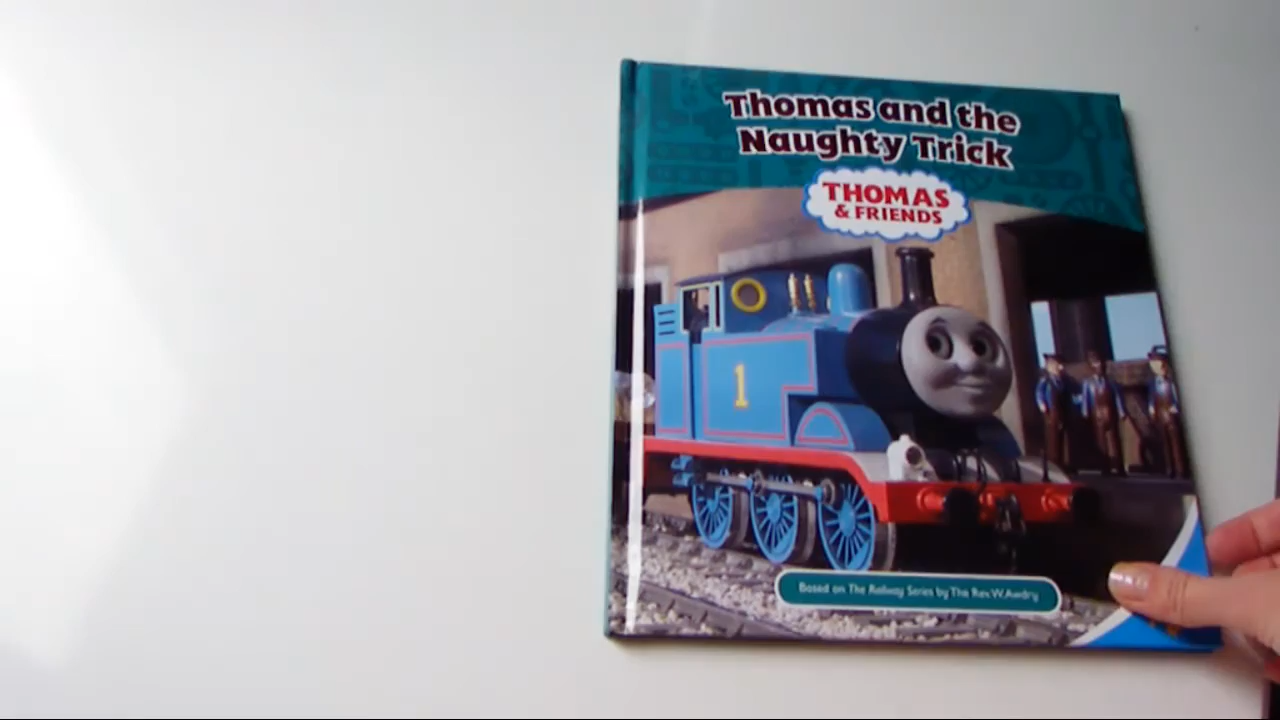 Thomas and the
Naughty Trick
THOMAS
& FRIENDS
1
Based on The Railway Series by The Rev.W.Awdry